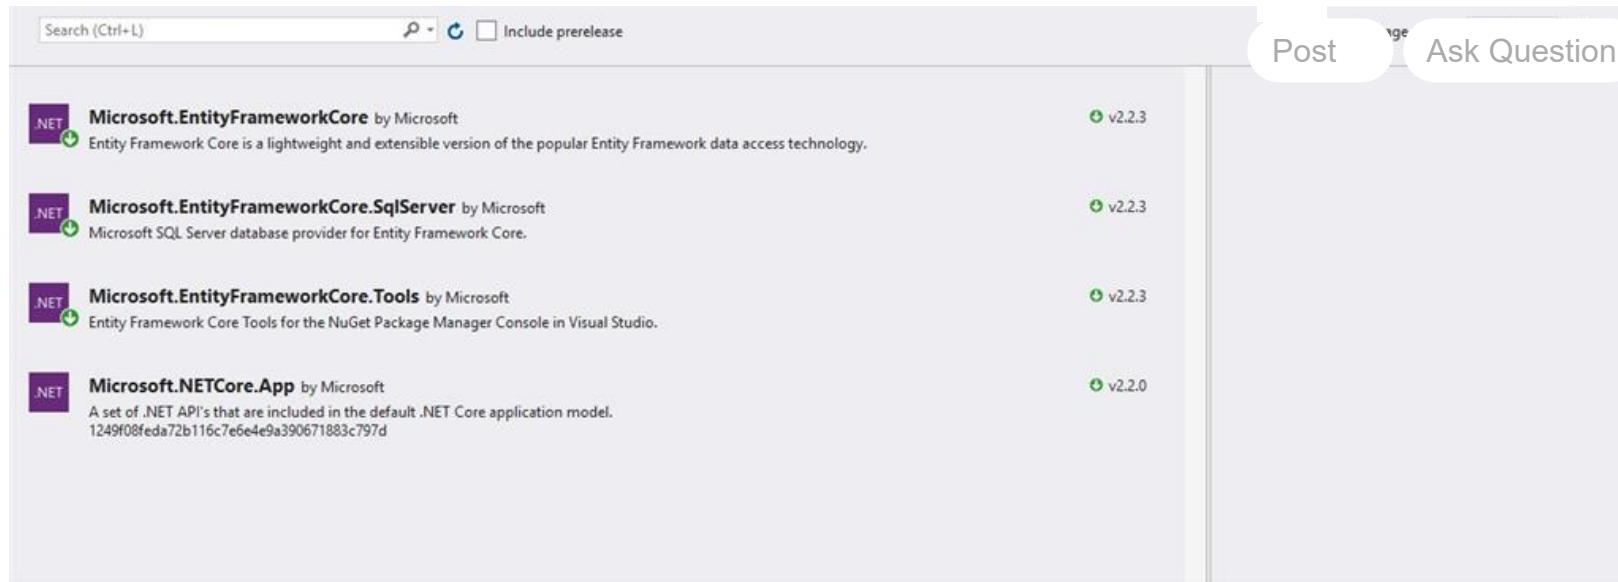 Search (Ctrl+L)
Include prerelease
Post
Ask Question
.NET
Microsoft.EntityFrameworkCore by Microsoft
v2.2.3
Entity Framework Core is a lightweight and extensible version of the popular Entity Framework data access technology.
.NET
Microsoft.EntityFrameworkCore.SqlServer by Microsoft
v2.2.3
Microsoft SQL Server database provider for Entity Framework Core.
.NET
Microsoft.EntityFrameworkCore.Tools by Microsoft
v2.2.3
Entity Framework Core Tools for the NuGet Package Manager Console in Visual Studio.
.NET
Microsoft.NETCore.App by Microsoft
v2.2.0
A set of .NET API's that are included in the default .NET Core application model.
1249f08feda72b116c7e6e4e9a390671883c797d